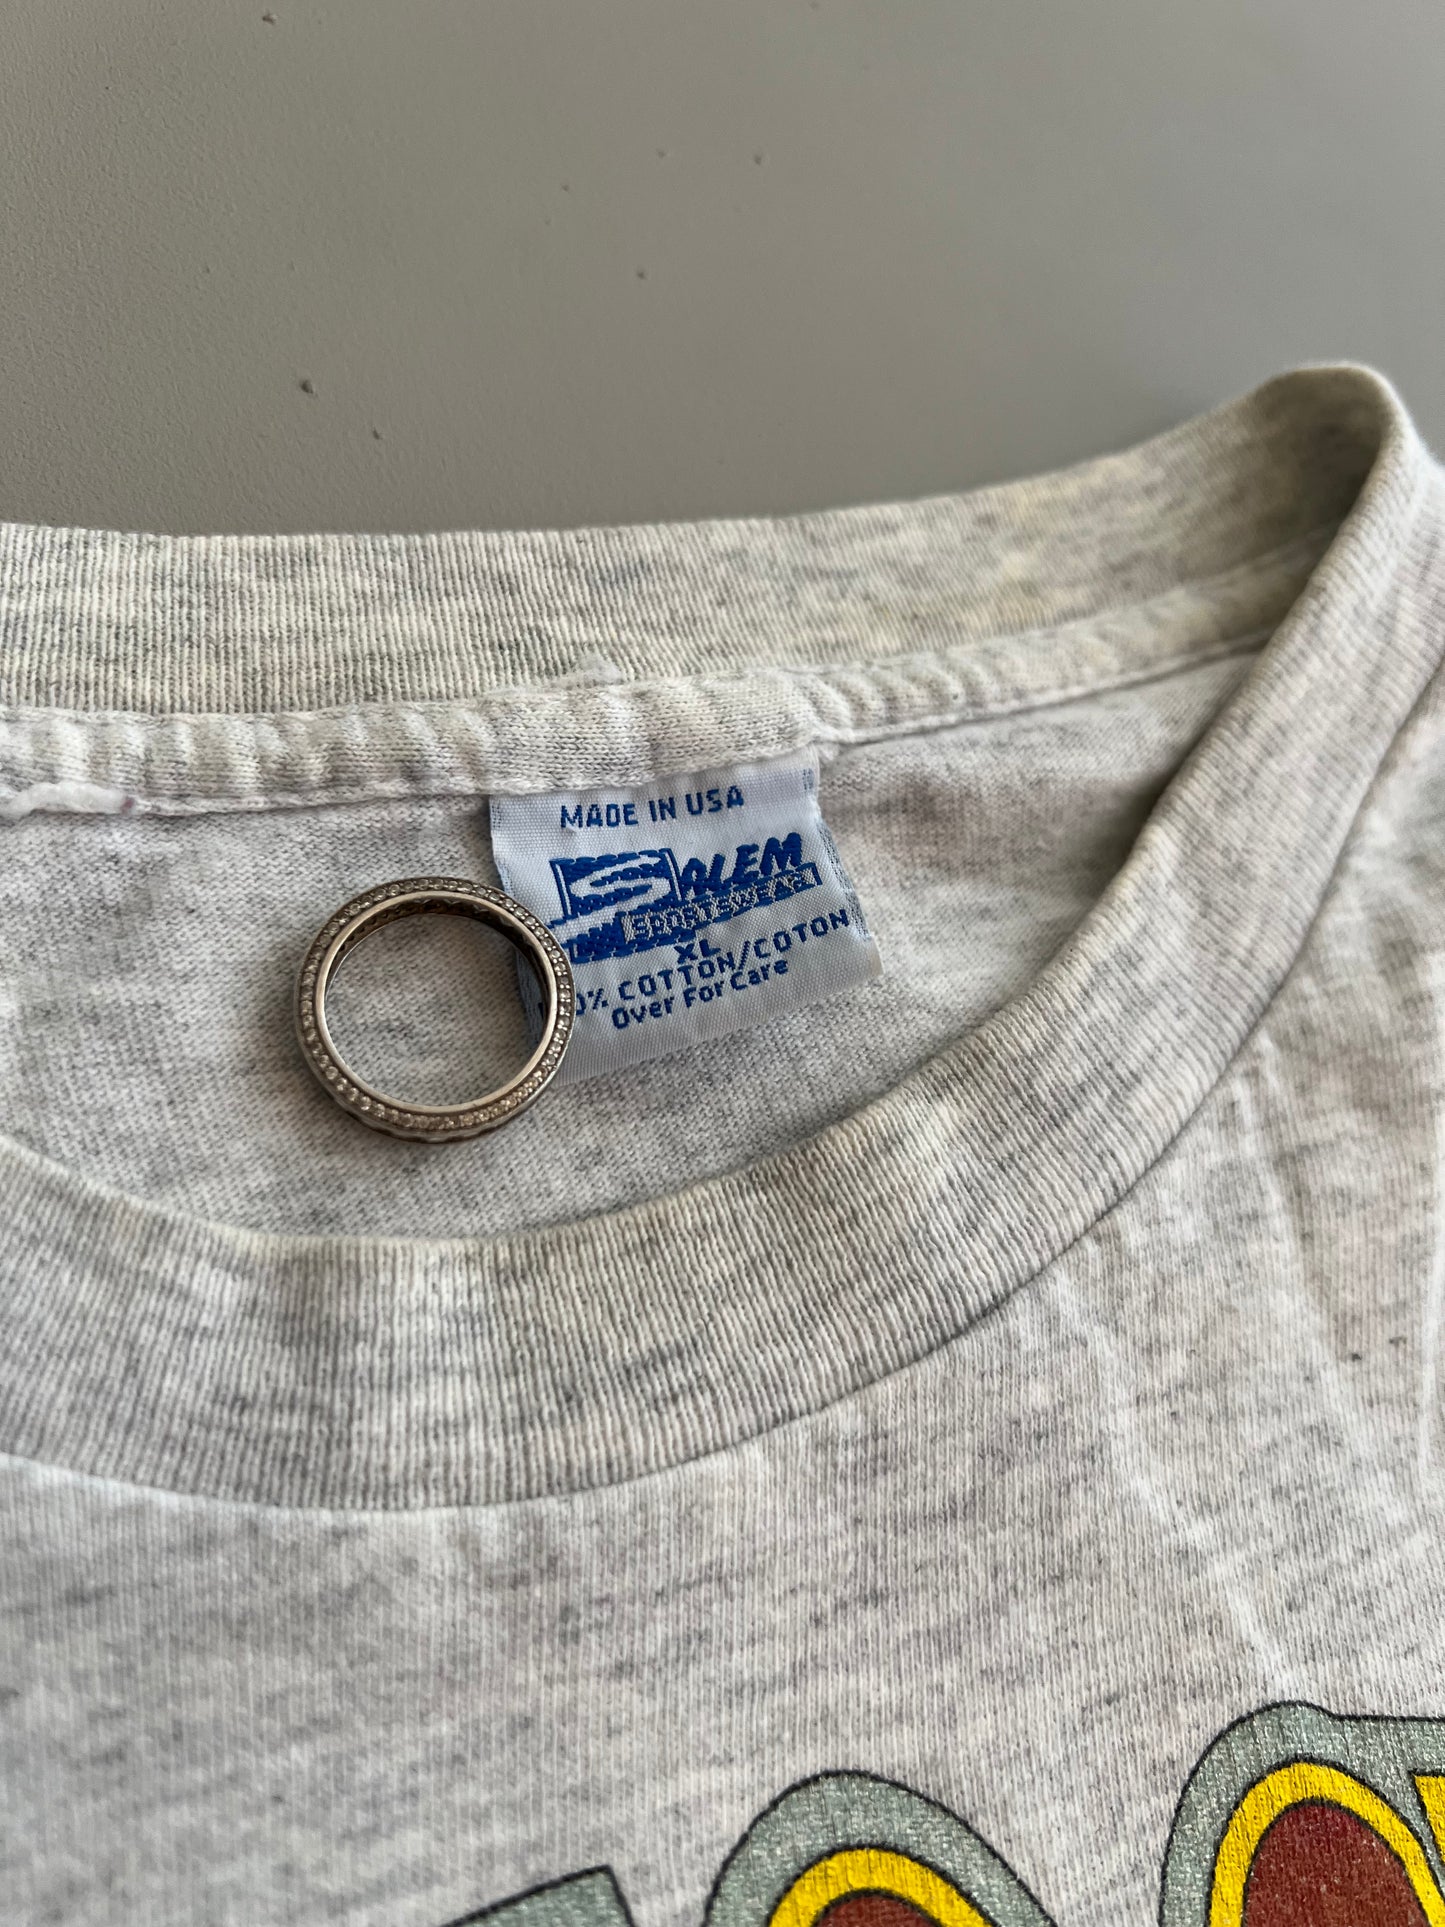 MADE IN USA
SALEM
SPORTSWEAR
XL
% COTTON/COTON
Over For Care